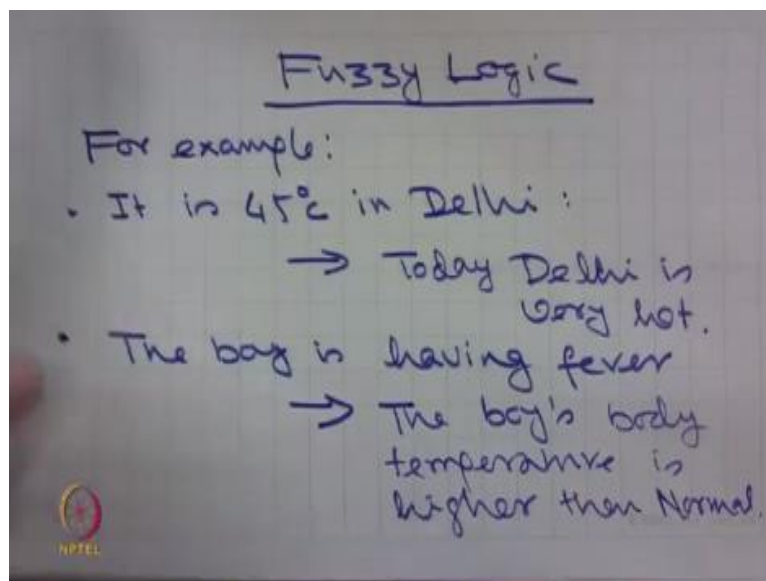 Fuzzy Logic
For example:
• It is 45°c in Delhi:
→ Today Delhi is
very hot.
• The boy is having fever
→ The boy's body
temperature is
higher than Normal.
NPTEL